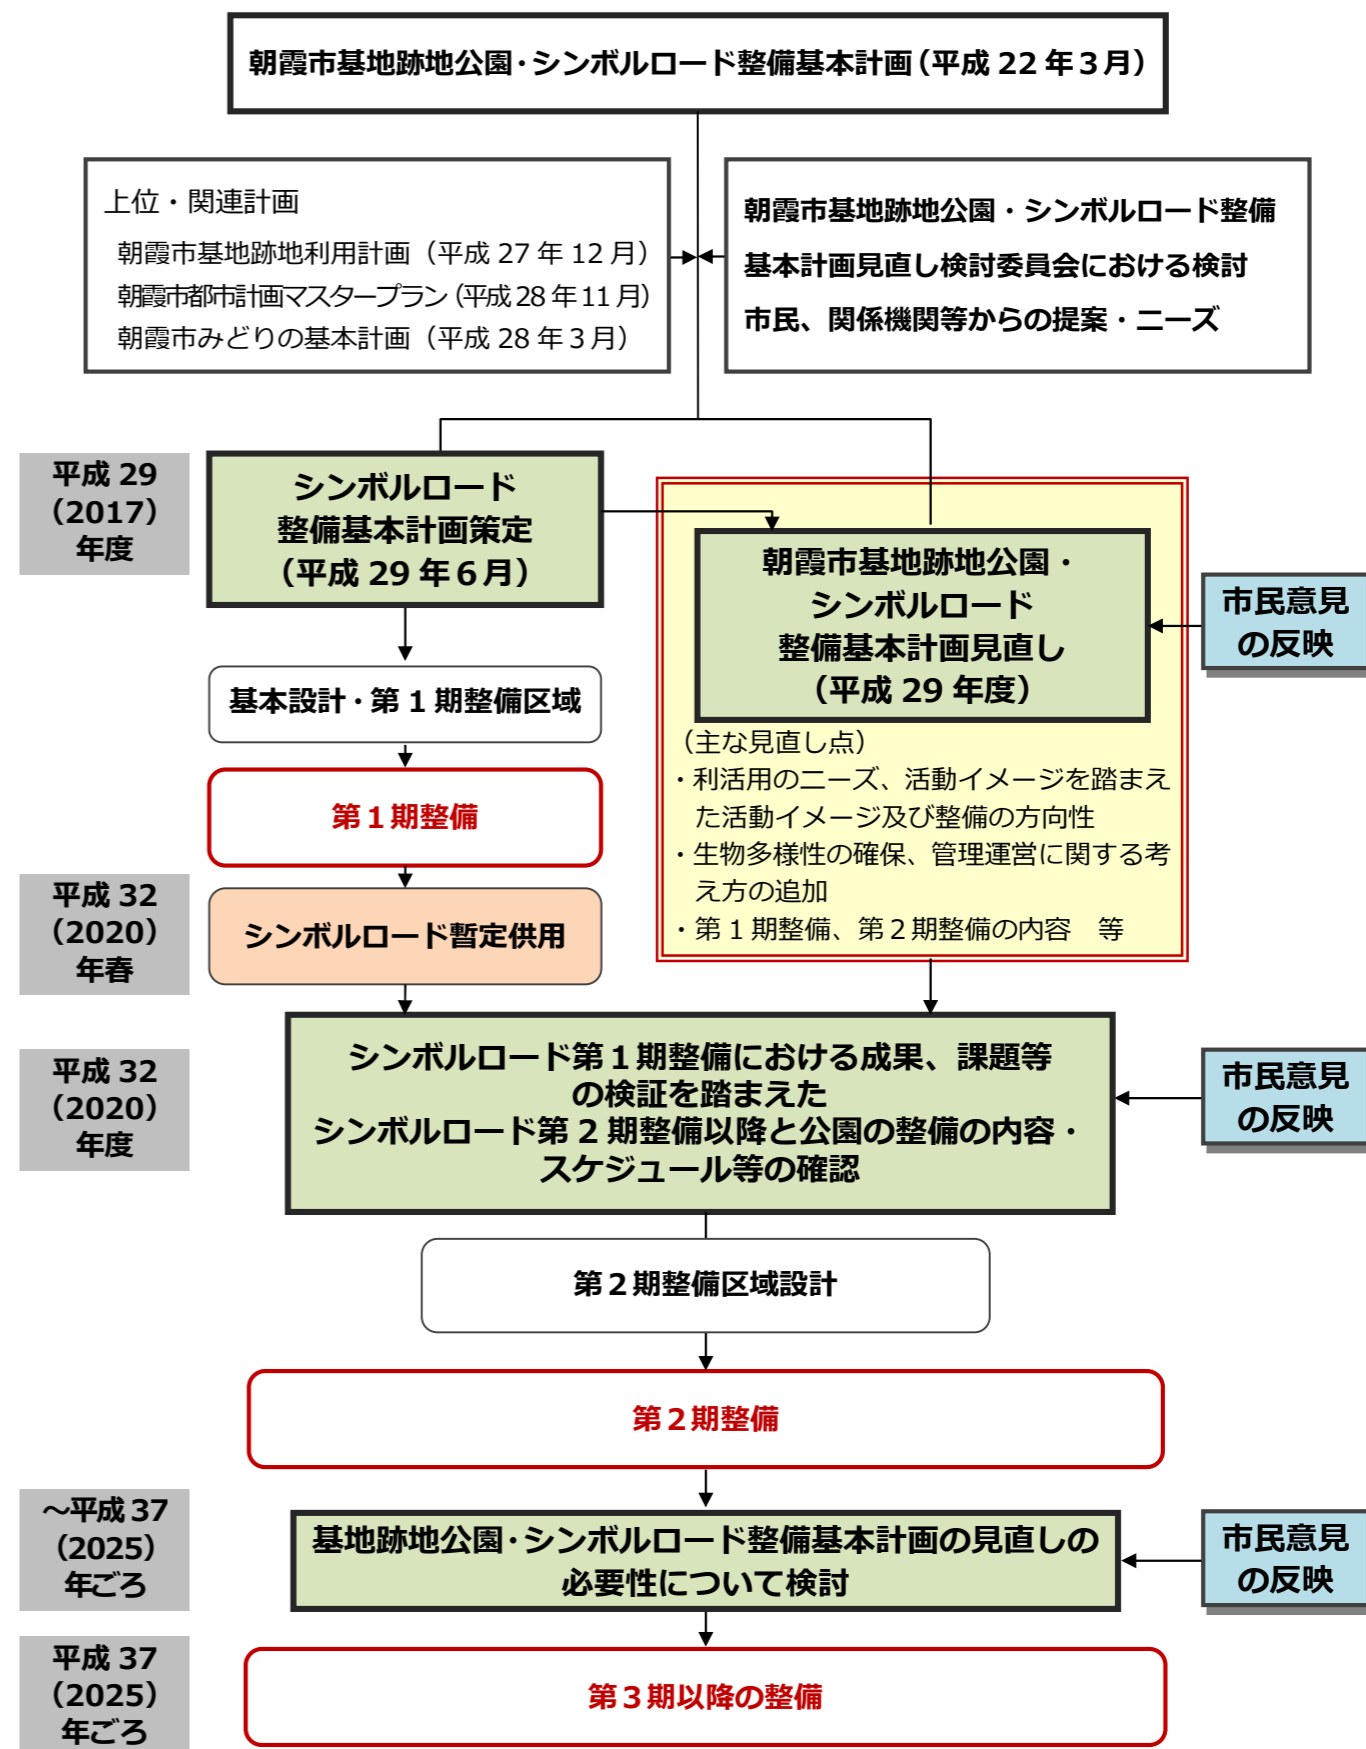 朝霞市基地跡地公園・シンボルロード整備基本計画（平成 22 年３月）
上位・関連計画
朝霞市基地跡地利用計画（平成 27 年 12 月）
朝霞市都市計画マスタープラン（平成 28 年 11 月）
朝霞市みどりの基本計画（平成 28 年３月）
朝霞市基地跡地公園・シンボルロード整備
基本計画見直し検討委員会における検討
市民、関係機関等からの提案・ニーズ
平成 29
（2017）
年度
シンボルロード
整備基本計画策定
（平成 29 年６月）
朝霞市基地跡地公園・
シンボルロード
整備基本計画見直し
（平成 29 年度）
市民意見
の反映
（主な見直し点）
・利活用のニーズ、活動イメージを踏まえ
た活動イメージ及び整備の方向性
・生物多様性の確保、管理運営に関する考
え方の追加
・第１期整備、第２期整備の内容　等
基本設計・第 1 期整備区域
第１期整備
平成 32
（2020）
年春
シンボルロード暫定供用
平成 32
（2020）
年度
シンボルロード第１期整備における成果、課題等
の検証を踏まえた
シンボルロード第 2 期整備以降と公園の整備の内容・
スケジュール等の確認
市民意見
の反映
第２期整備区域設計
第２期整備
～平成 37
（2025）
年ごろ
基地跡地公園・シンボルロード整備基本計画の見直しの
必要性について検討
市民意見
の反映
平成 37
（2025）
年ごろ
第３期以降の整備